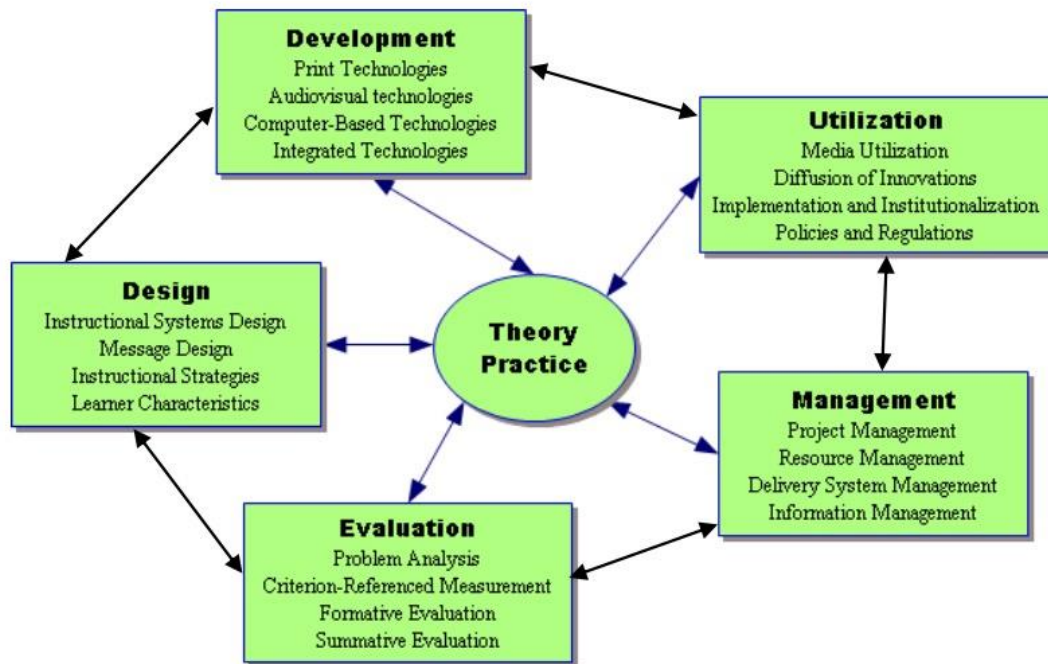 Development
Print Technologies
Audiovisual technologies
Computer-Based Technologies
Integrated Technologies
Utilization
Media Utilization
Diffusion of Innovations
Implementation and Institutionalization
Policies and Regulations
Design
Instructional Systems Design
Message Design
Instructional Strategies
Learner Characteristics
Theory
Practice
Management
Project Management
Resource Management
Delivery System Management
Information Management
Evaluation
Problem Analysis
Criterion-Referenced Measurement
Formative Evaluation
Summative Evaluation